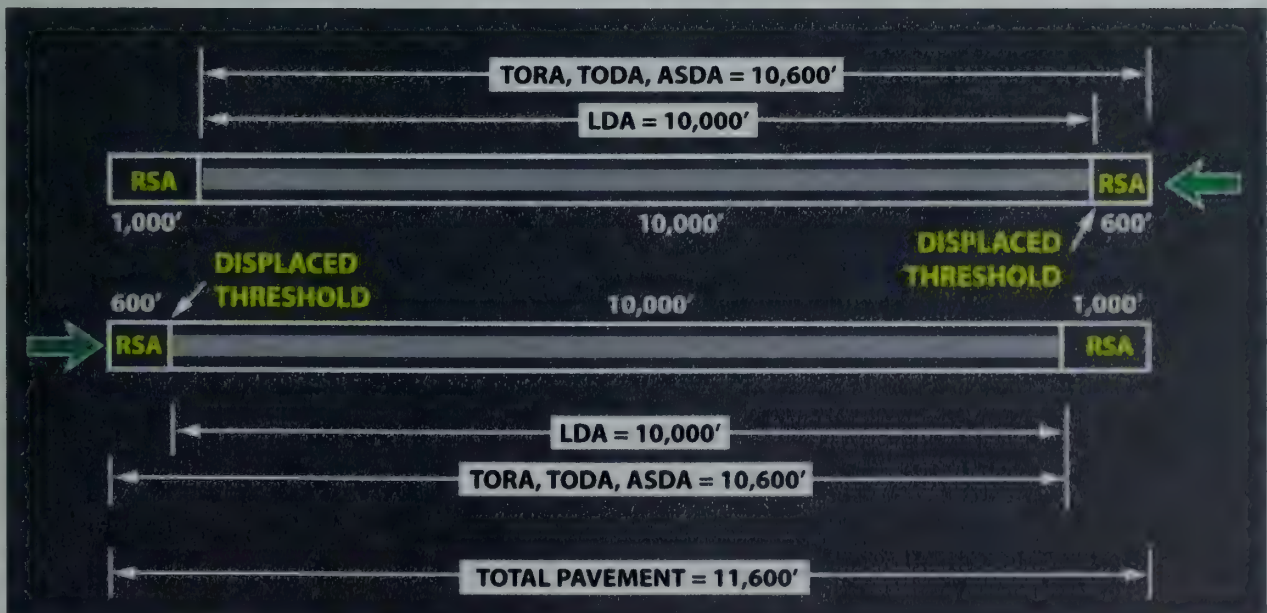 TORA, TODA, ASDA = 10,600′
LDA = 10,000′
RSA
RSA
1,000′
10,000′
600′
DISPLACED
THRESHOLD
DISPLACED
THRESHOLD
600′
10,000′
1,000′
RSA
RSA
LDA = 10,000′
TORA, TODA, ASDA = 10,600′
TOTAL PAVEMENT = 11,600′